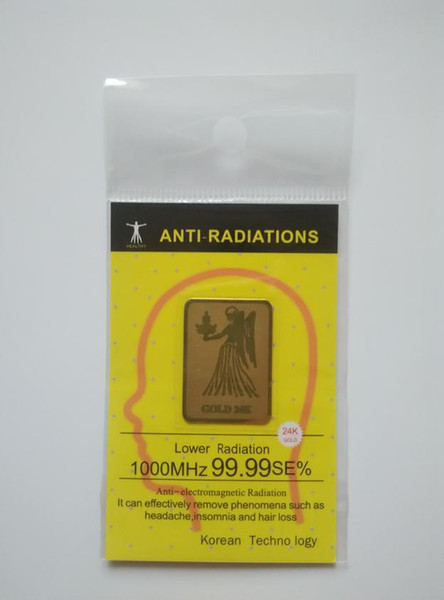 HEALTHY
ANTI-RADIATIONS
GOLD 24K
24K
GOLD
Lower Radiation
1000MHz 99.99SE%
Anti-electromagnetic Radiation
It can effectively remove phenomena such as
headache,insomnia and hair loss
Korean Techno logy